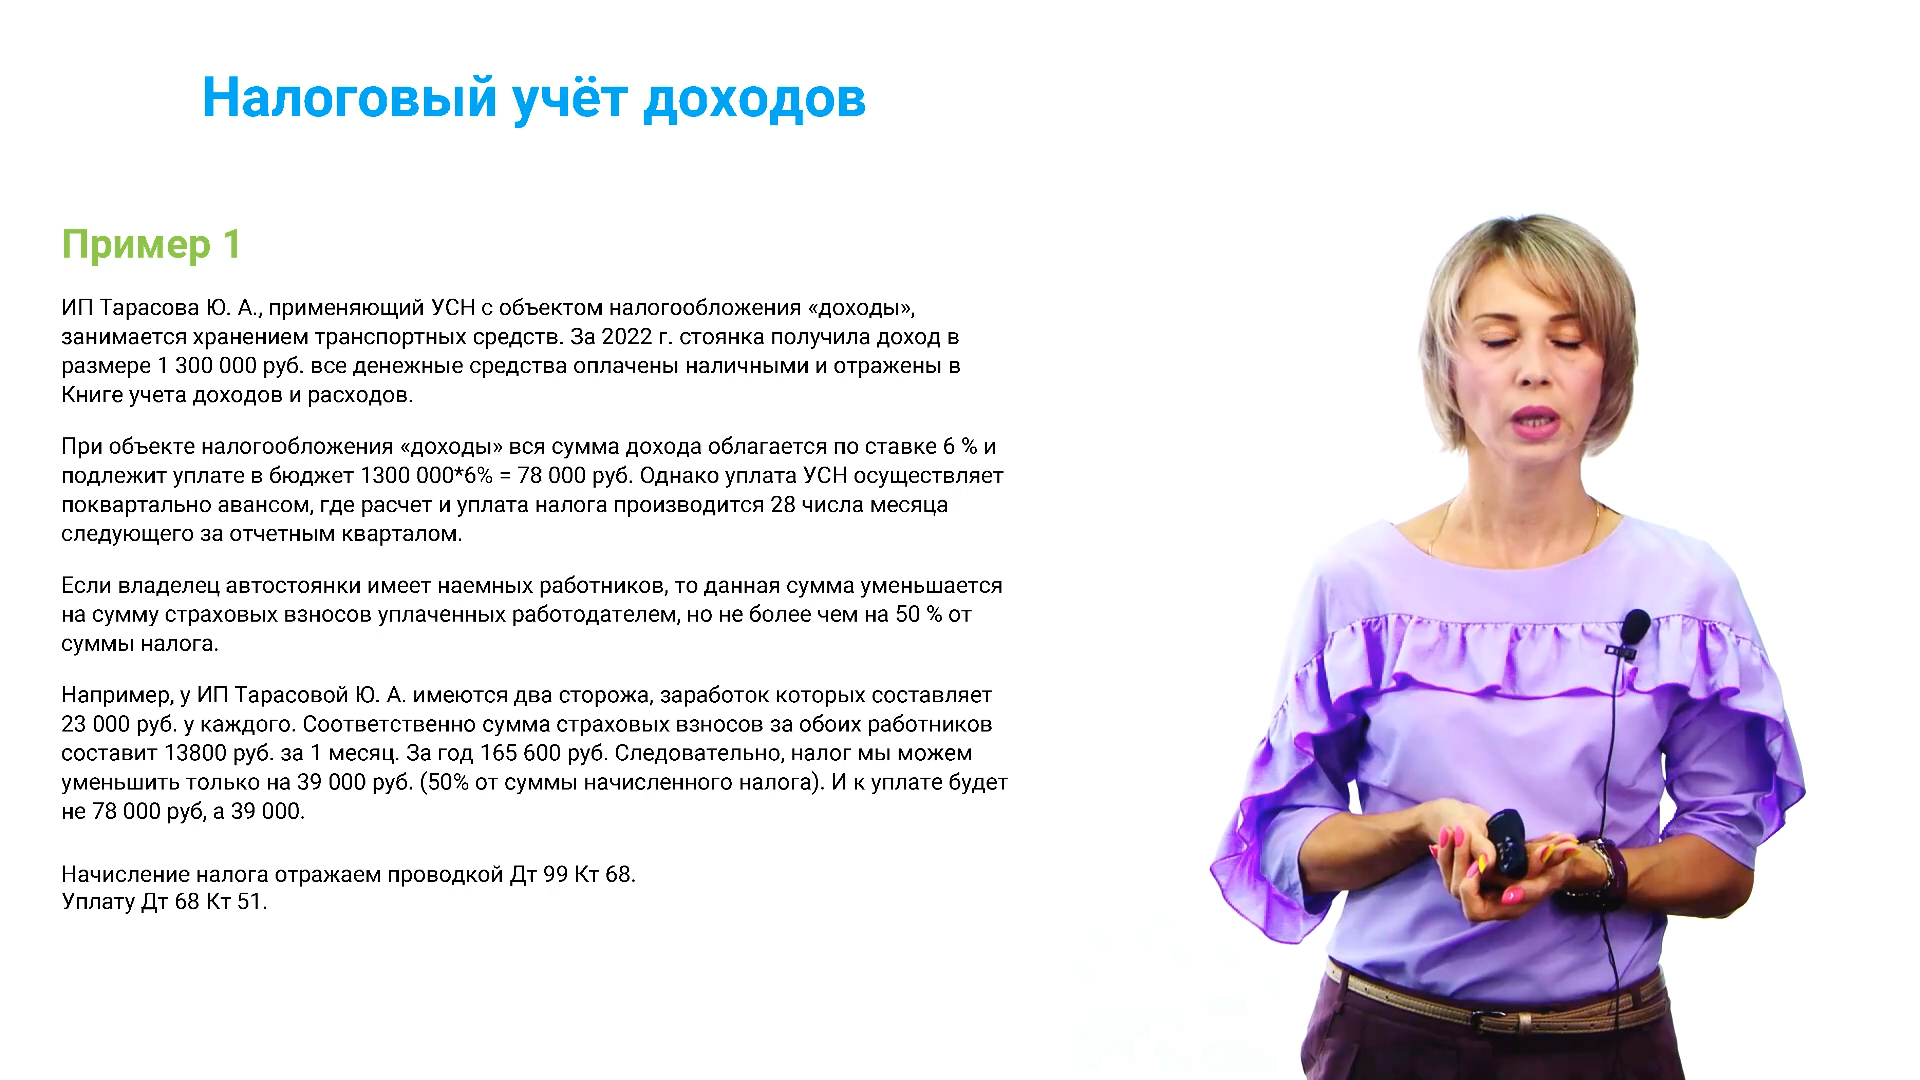 Налоговый учёт доходов
Пример 1
ИП Тарасова Ю. А., применяющий УСН с объектом налогообложения «доходы»,
занимается хранением транспортных средств. За 2022 г. стоянка получила доход в
размере 1 300 000 руб. все денежные средства оплачены наличными и отражены в
Книге учета доходов и расходов.
При объекте налогообложения «доходы» вся сумма дохода облагается по ставке 6 % и
подлежит уплате в бюджет 1300 000*6% = 78 000 руб. Однако уплата УСН осуществляет
поквартально авансом, где расчет и уплата налога производится 28 числа месяца
следующего за отчетным кварталом.
Если владелец автостоянки имеет наемных работников, то данная сумма уменьшается
на сумму страховых взносов уплаченных работодателем, но не более чем на 50 % от
суммы налога.
Например, у ИП Тарасовой Ю. А. имеются два сторожа, заработок которых составляет
23 000 руб. у каждого. Соответственно сумма страховых взносов за обоих работников
составит 13800 руб. за 1 месяц. За год 165 600 руб. Следовательно, налог мы можем
уменьшить только на 39 000 руб. (50% от суммы начисленного налога). И к уплате будет
не 78 000 руб, а 39 000.
Начисление налога отражаем проводкой Дт 99 Кт 68.
Уплату Дт 68 Кт 51.